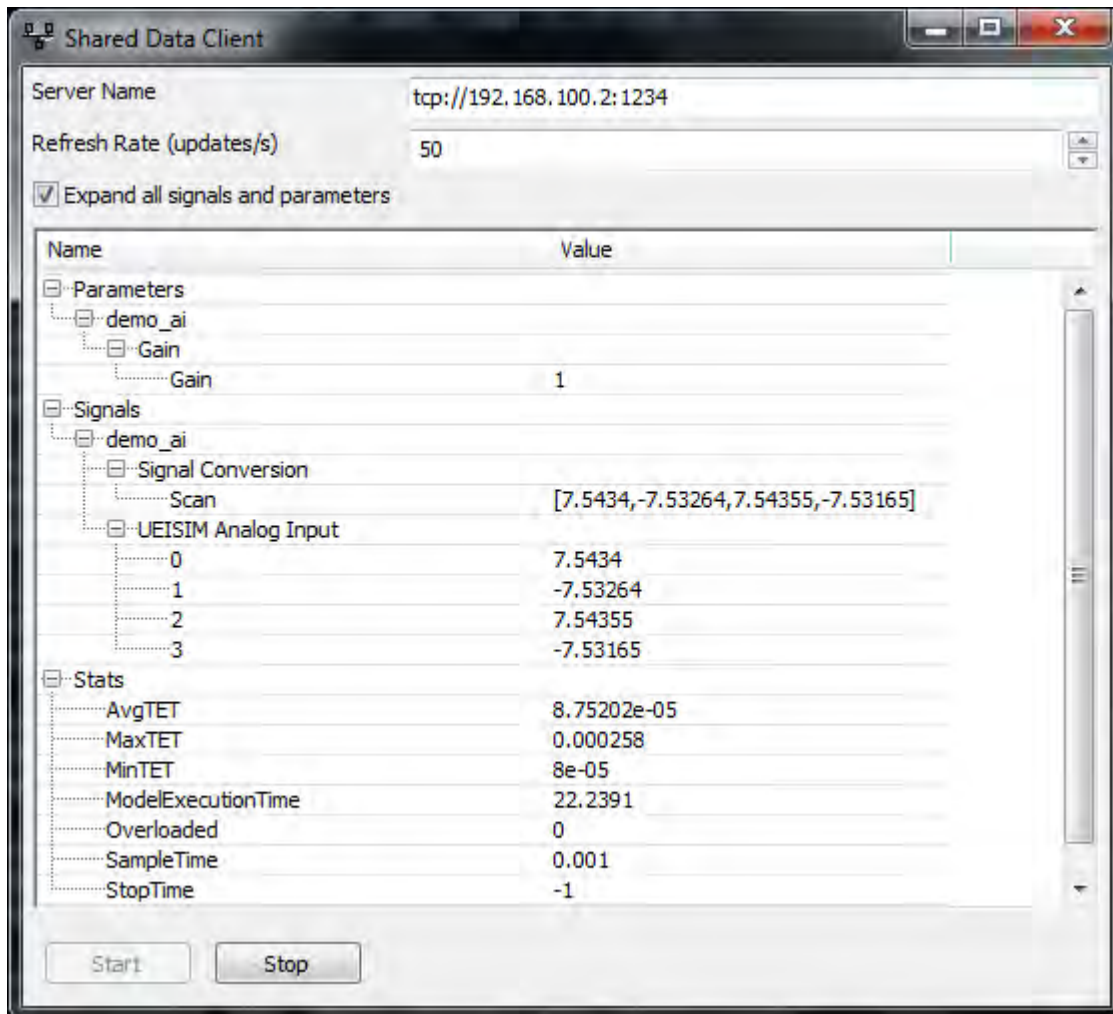 Shared Data Client
Server Name tcp://192.168.100.2:1234
Refresh Rate (updates/s) 50
Expand all signals and parameters
Name Value
Parameters
demo_ai
Gain
Gain 1
Signals
demo_ai
Signal Conversion
Scan [7.5434,-7.53264,7.54355,-7.53165]
UEISIM Analog Input
0 7.5434
1 -7.53264
2 7.54355
3 -7.53165
Stats
AvgTET 8.75202e-05
MaxTET 0.000258
MinTET 8e-05
ModelExecutionTime 22.2391
Overloaded 0
SampleTime 0.001
StopTime -1
Start Stop